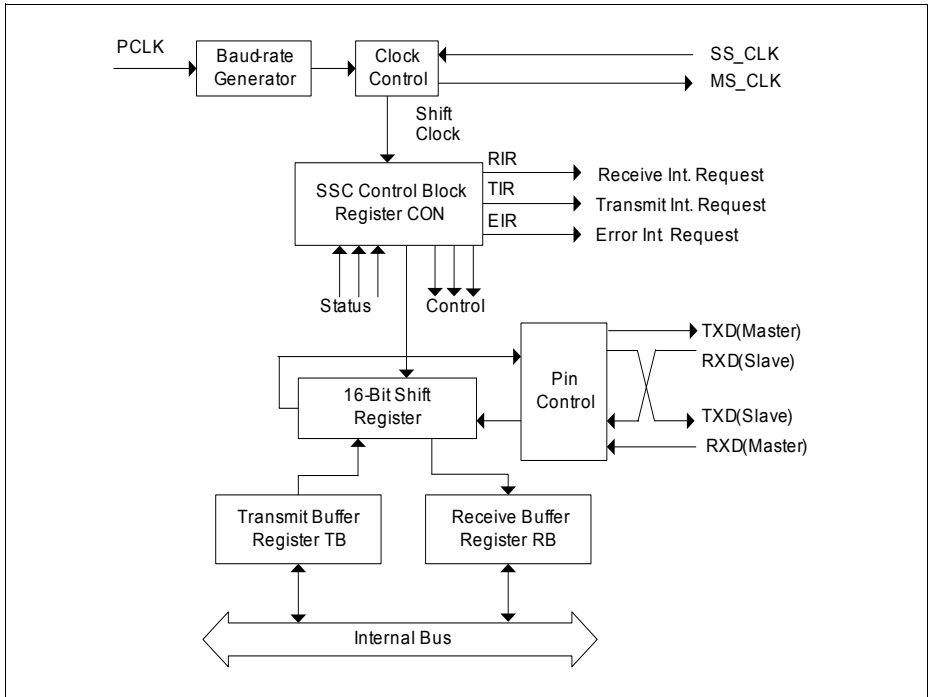 PCLK
Baud-rate
Generator
Clock
Control
SS_CLK
MS_CLK
Shift
Clock
SSC Control Block
Register CON
RIR
TIR
EIR
Receive Int. Request
Transmit Int. Request
Error Int. Request
Status
Control
16-Bit Shift
Register
Pin
Control
TXD(Master)
RXD(Slave)
TXD(Slave)
RXD(Master)
Transmit Buffer
Register TB
Receive Buffer
Register RB
Internal Bus